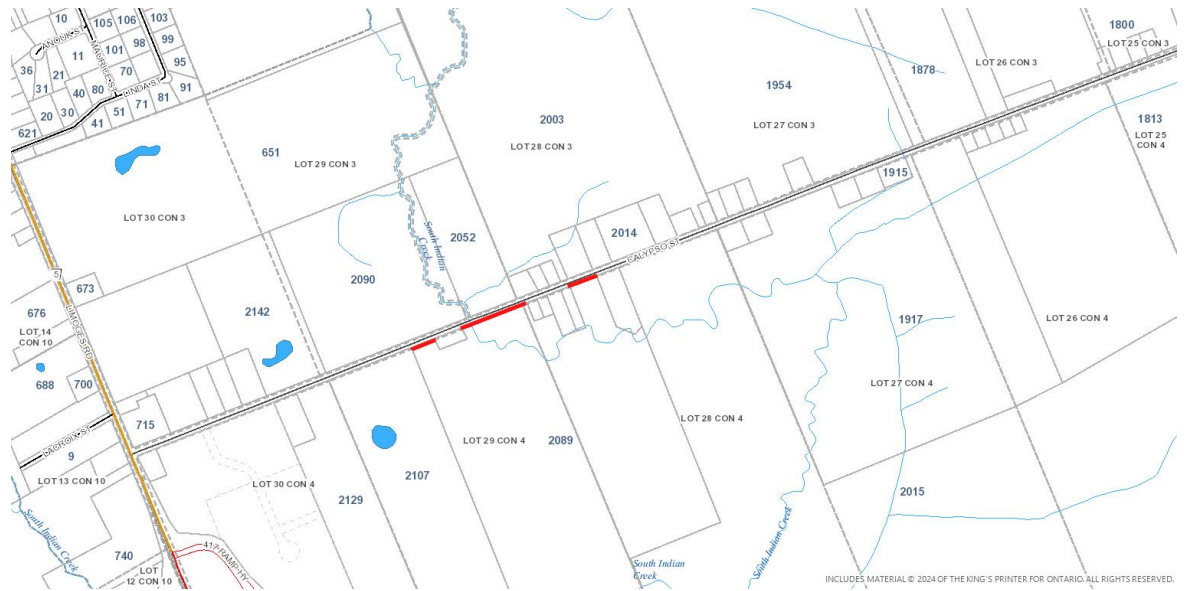 10
105
106
103
ANOUK ST
MAURICE ST
11
101
98
99
36
21
70
95
31
40
80
LINDA ST
91
20
30
51
71
81
621
41
651
LOT 29 CON 3
LOT 30 CON 3
2003
LOT 28 CON 3
1954
LOT 27 CON 3
1878
LOT 26 CON 3
1800
LOT 25 CON 3
1813
LOT 25
CON 4
1915
2052
South Indian
Creek
2014
CALYPSO ST
2090
5
673
LIMOGES RD
676
LOT 14
CON 10
2142
688
700
715
LACROIX ST
9
LOT 13 CON 10
LOT 30 CON 4
2129
2107
LOT 29 CON 4
2089
LOT 28 CON 4
1917
LOT 26 CON 4
LOT 27 CON 4
2015
South Indian Creek
740
417-RAMP HY
LOT
12 CON 10
South Indian
Creek
South Indian Creek
INCLUDES MATERIAL © 2024 OF THE KING'S PRINTER FOR ONTARIO. ALL RIGHTS RESERVED.